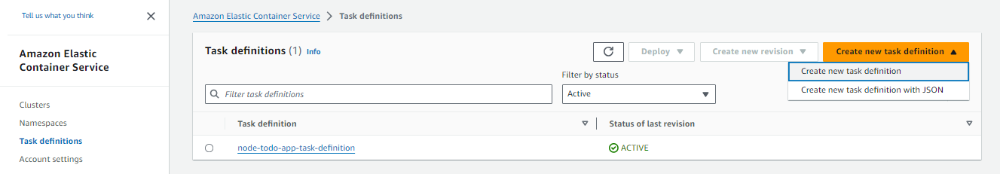 Tell us what you think
Amazon Elastic Container Service
Task definitions
Amazon Elastic
Container Service
Clusters
Namespaces
Task definitions
Account settings
Task definitions (1) Info
Deploy
Create new revision
Create new task definition
Create new task definition
Create new task definition with JSON
Filter by status
Filter task definitions
Active
Task definition
Status of last revision
node-todo-app-task-definition
ACTIVE